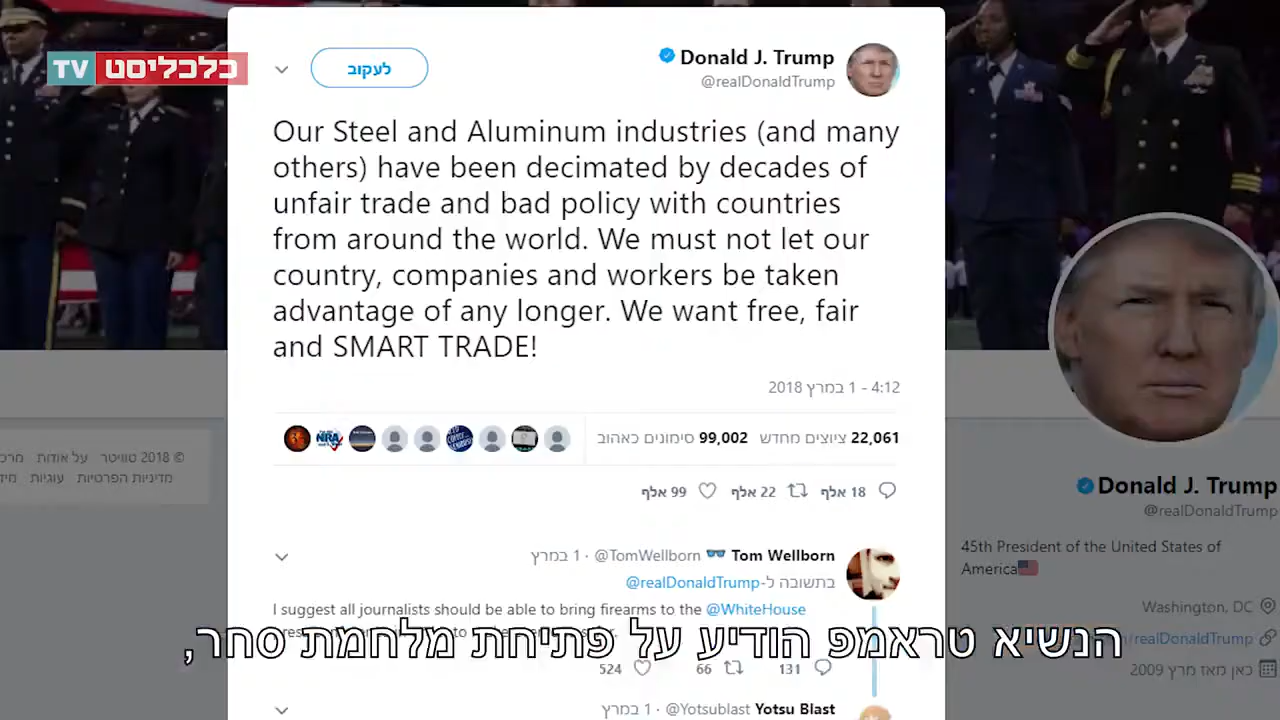 כלכליסט TV
לעקוב
Donald J. Trump
@realDonaldTrump
Our Steel and Aluminum industries (and many
others) have been decimated by decades of
unfair trade and bad policy with countries
from around the world. We must not let our
country, companies and workers be taken
advantage of any longer. We want free, fair
and SMART TRADE!
4:12 - 1 במרץ 2018
22,061 ציוצים מחדש 99,002 סימונים כאהוב
NRA
18 אלף 22 אלף 99 אלף
Tom Wellborn @TomWellborn · 1 במרץ
בתשובה ל-@realDonaldTrump
I suggest all journalists should be able to bring firearms to the @WhiteHouse
131 66 524
Yotsu Blast @Yotsublast · 1 במרץ
הנשיא טראמפ הודיע על פתיחת מלחמת סחר,
Donald J. Trump
@realDonaldTrump
45th President of the United States of
America
Washington, DC
/realDonaldTrump
כאן מאז מרץ 2009
© 2018 טוויטר על אודות
מדיניות הפרטיות עוגיות